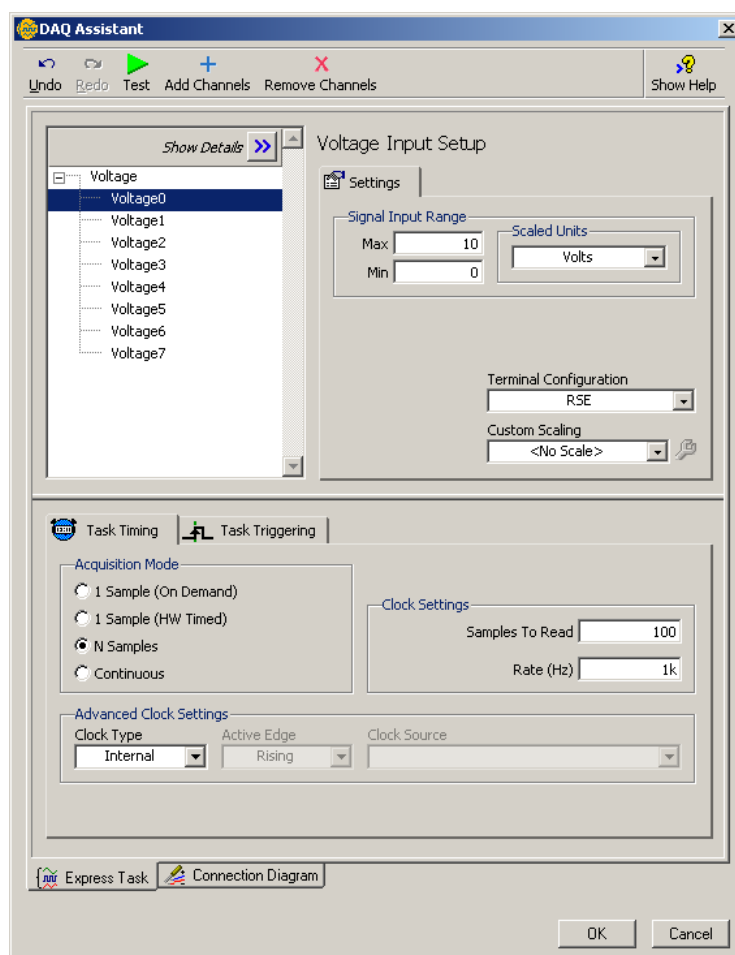 DAQ Assistant
Undo Redo Test Add Channels Remove Channels Show Help
Show Details
Voltage
Voltage0
Voltage1
Voltage2
Voltage3
Voltage4
Voltage5
Voltage6
Voltage7
Voltage Input Setup
Settings
Signal Input Range
Max 10
Min 0
Scaled Units
Volts
Terminal Configuration
RSE
Custom Scaling
<No Scale>
Task Timing Task Triggering
Acquisition Mode
1 Sample (On Demand)
1 Sample (HW Timed)
N Samples
Continuous
Clock Settings
Samples To Read 100
Rate (Hz) 1k
Advanced Clock Settings
Clock Type Active Edge Clock Source
Internal Rising
Express Task Connection Diagram
OK Cancel